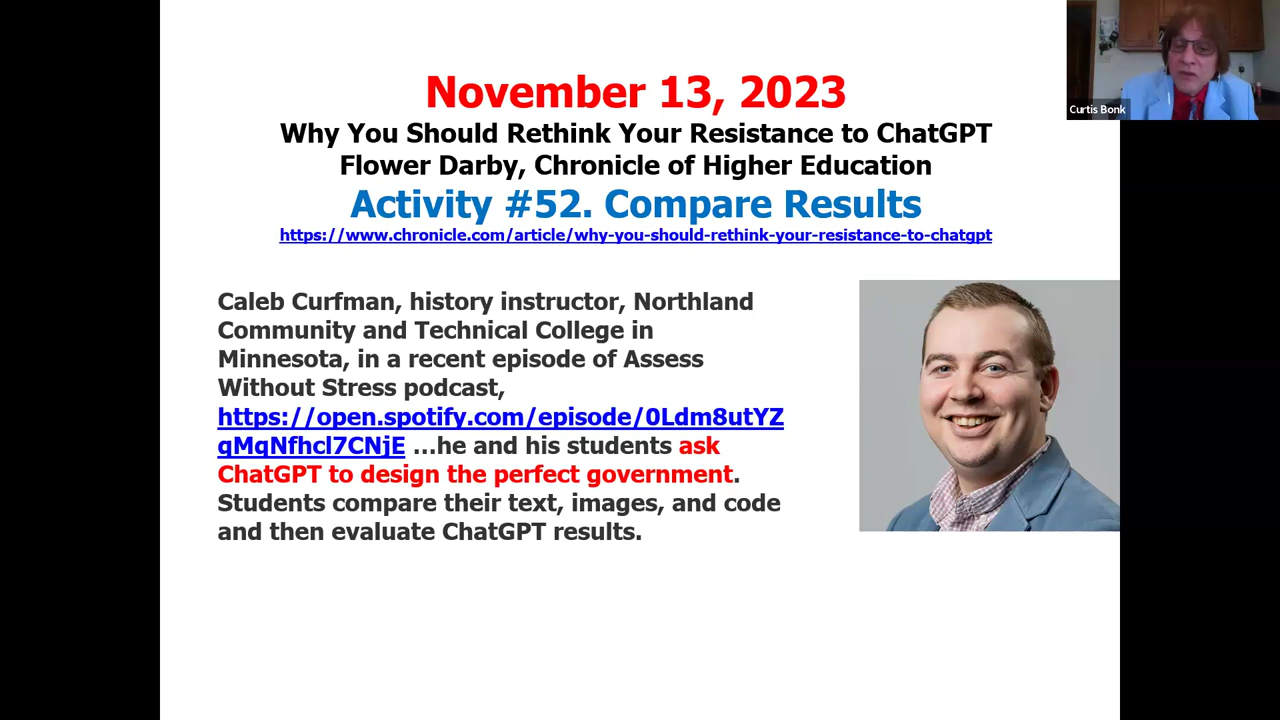 November 13, 2023
Why You Should Rethink Your Resistance to ChatGPT
Flower Darby, Chronicle of Higher Education
Activity #52. Compare Results
https://www.chronicle.com/article/why-you-should-rethink-your-resistance-to-chatgpt
Caleb Curfman, history instructor, Northland
Community and Technical College in
Minnesota, in a recent episode of Assess
Without Stress podcast,
https://open.spotify.com/episode/0Ldm8utYZ
qMqNfhcl7CNjE ...he and his students ask
ChatGPT to design the perfect government.
Students compare their text, images, and code
and then evaluate ChatGPT results.
Curtis Bonk